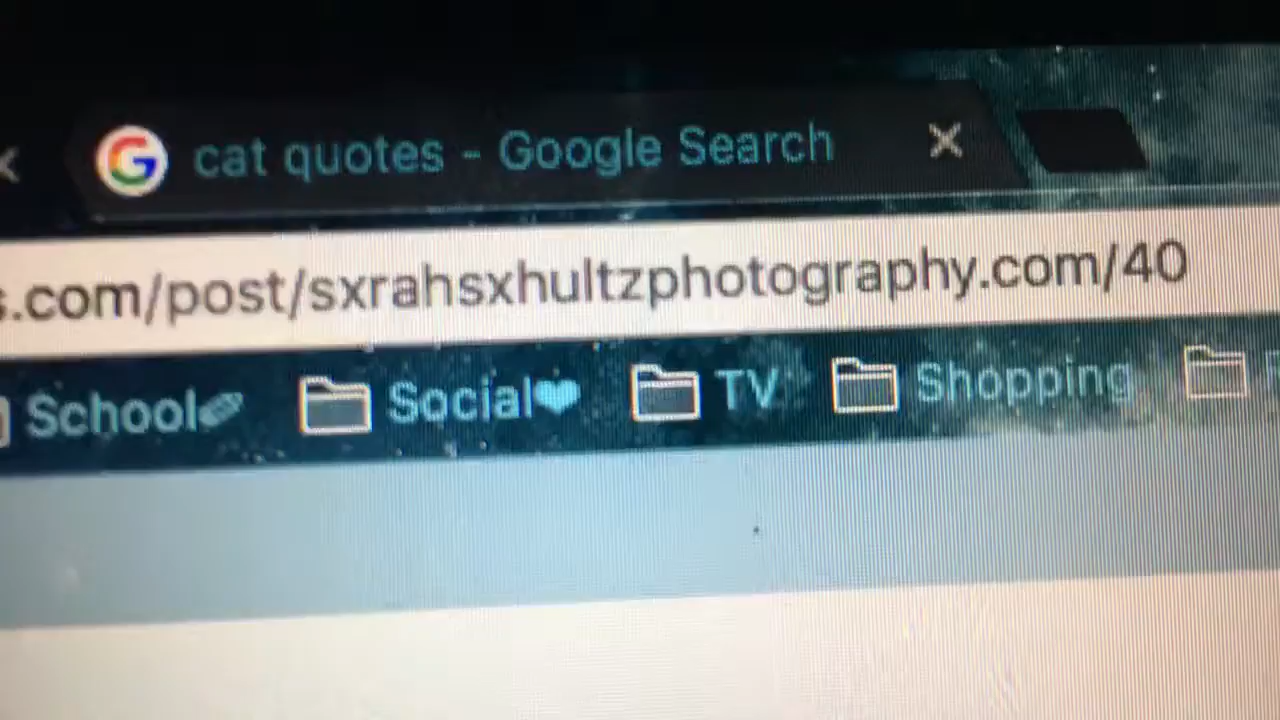 cat quotes - Google Search
s.com/post/sxrahsxhultzphotography.com/40
School Social TV Shopping